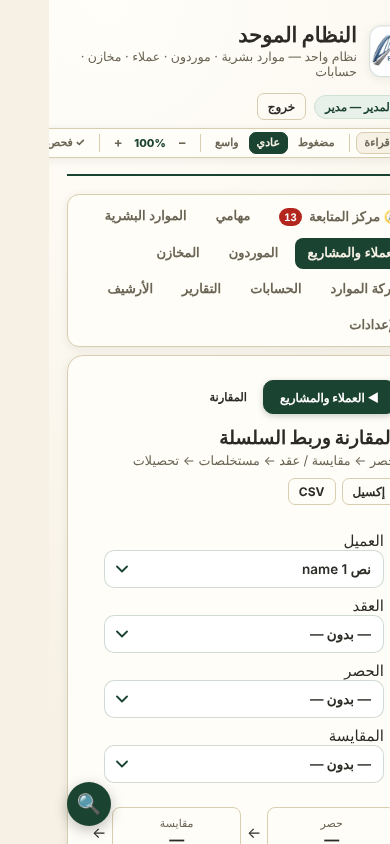 النظام الموحد
نظام واحد — موارد بشرية · موردون · عملاء · مخازن ·
حسابات
المدير — مدير
خروج
قراءة
مضغوط
عادي
واسع
− 100% +
✓ فحص
مركز المتابعة 13
مهامي
الموارد البشرية
العملاء والمشاريع
الموردون
المخازن
الحسابات
التقارير
الأرشيف
◀ العملاء والمشاريع
المقارنة
المقارنة وربط السلسلة
حصر ← مقايسة / عقد ← مستخلصات ← تحصيلات
إكسيل
CSV
العميل
نص 1 name
العقد
— بدون —
الحصر
— بدون —
المقايسة
— بدون —
حصر
—
←
مقايسة
—
←